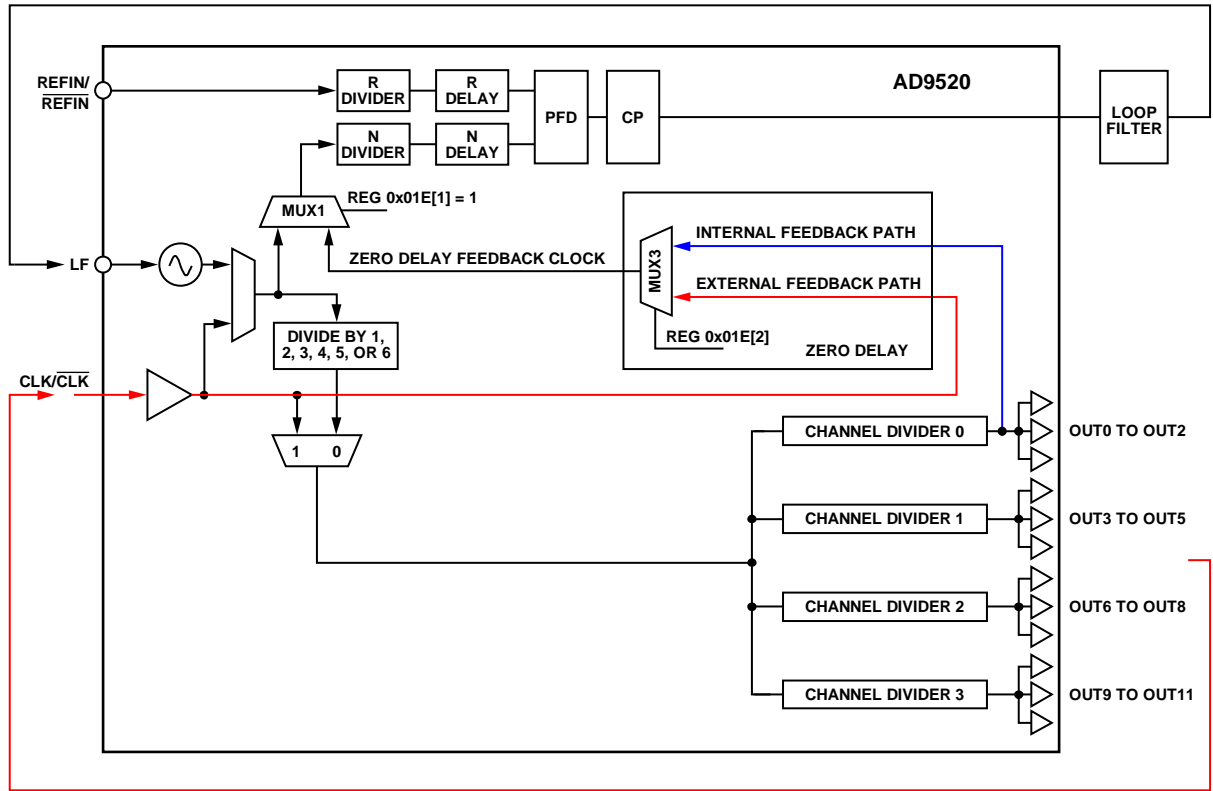 AD9520
REFIN/
REFIN
R
DIVIDER
R
DELAY
N
DIVIDER
N
DELAY
PFD
CP
LOOP
FILTER
REG 0x01E[1] = 1
MUX1
LF
ZERO DELAY FEEDBACK CLOCK
MUX3
INTERNAL FEEDBACK PATH
EXTERNAL FEEDBACK PATH
REG 0x01E[2]
ZERO DELAY
DIVIDE BY 1,
2, 3, 4, 5, OR 6
CLK/CLK
1 0
CHANNEL DIVIDER 0
OUT0 TO OUT2
CHANNEL DIVIDER 1
OUT3 TO OUT5
CHANNEL DIVIDER 2
OUT6 TO OUT8
CHANNEL DIVIDER 3
OUT9 TO OUT11